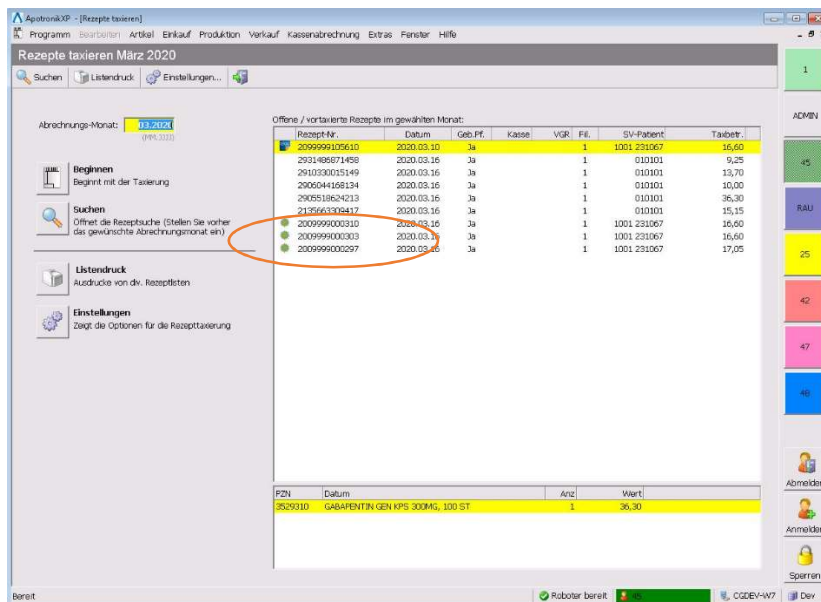 ApotronikXP - [Rezepte taxieren]
Programm Bearbeiten Artikel Einkauf Produktion Verkauf Kassenabrechnung Extras Fenster Hilfe
Rezepte taxieren März 2020
Suchen Listendruck Einstellungen...
Abrechnungs-Monat: 03.2020
(MM.JJJJ)
Beginnen
Beginnt mit der Taxierung
Suchen
Öffnet die Rezeptsuche (Stellen Sie vorher
das gewünschte Abrechnungsmonat ein)
Listendruck
Ausdrucke von div. Rezeptlisten
Einstellungen
Zeigt die Optionen für die Rezepttaxierung
Offene / vortaxierte Rezepte im gewählten Monat:
Rezept-Nr. Datum Geb.Pf. Kasse VGR Fil. SV-Patient Taxbetr.
2099999105610 2020.03.10 Ja 1 1001 231067 16,60
2931486871458 2020.03.16 Ja 1 010101 9,25
2910330015149 2020.03.16 Ja 1 010101 13,70
2906044168134 2020.03.16 Ja 1 010101 10,00
2905518624213 2020.03.16 Ja 1 010101 36,30
2135663309417 2020.03.16 Ja 1 010101 15,15
2009999000310 2020.03.16 Ja 1 1001 231067 16,60
2009999000303 2020.03.16 Ja 1 1001 231067 16,60
2009999000297 2020.03.16 Ja 1 1001 231067 17,05
PZN Datum Anz Wert
3529310 GABAPENTIN GEN KPS 300MG, 100 ST 1 36,30
1
ADMIN
45
RAU
25
42
47
48
Abmelden
Anmelden
Sperren
Bereit Roboter bereit 45 CGDEV-W7 Dev